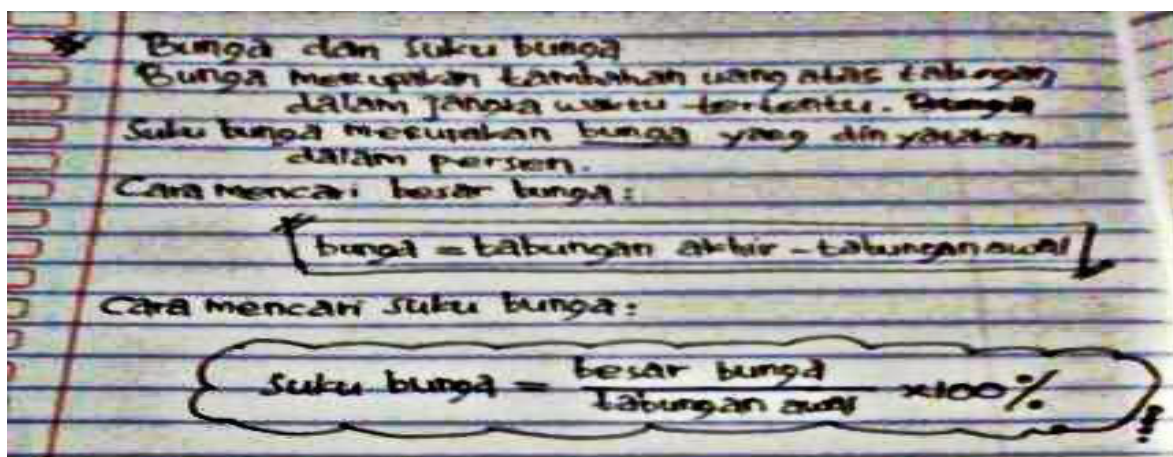 * Bunga dan suku bunga
Bunga merupakan tambahan uang atas tabungan
dalam jangka waktu tertentu.
Suku bunga merupakan bunga yang dinyatakan
dalam persen.
Cara mencari besar bunga:
bunga = tabungan akhir - tabungan awal
Cara mencari suku bunga:
suku bunga = besar bunga / tabungan awal ×100%